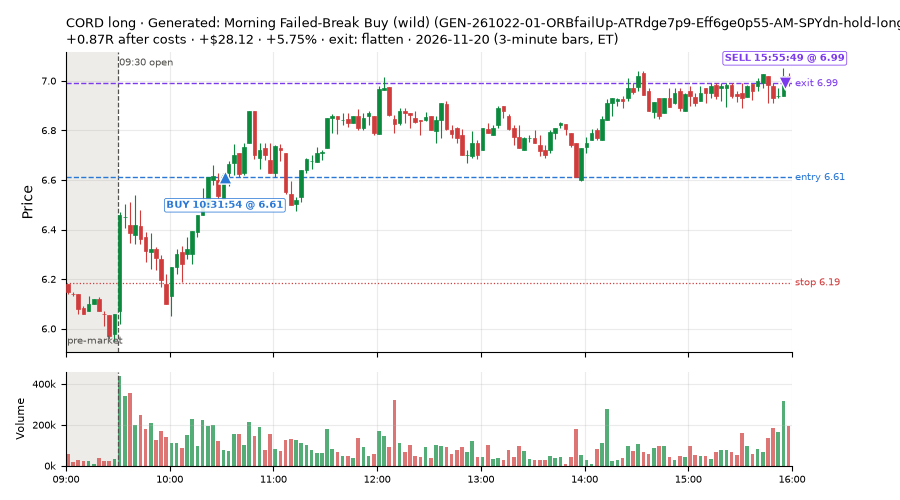 CORD long · Generated: Morning Failed-Break Buy (wild) (GEN-261022-01-ORBfailUp-ATRdge7p9-Eff6ge0p55-AM-SPYdn-hold-long
+0.87R after costs · +$28.12 · +5.75% · exit: flatten · 2026-11-20 (3-minute bars, ET)
SELL 15:55:49 @ 6.99
09:30 open
7.0
exit 6.99
6.8
6.6
entry 6.61
BUY 10:31:54 @ 6.61
6.4
6.2
stop 6.19
6.0
pre-market
Price
400k
200k
0k
Volume
09:00 10:00 11:00 12:00 13:00 14:00 15:00 16:00